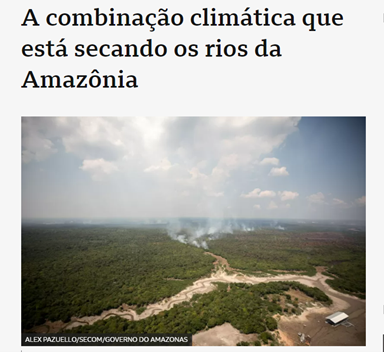 A combinação climática que
está secando os rios da
Amazônia
ALEX PAZUELLO/SECOM/GOVERNO DO AMAZONAS